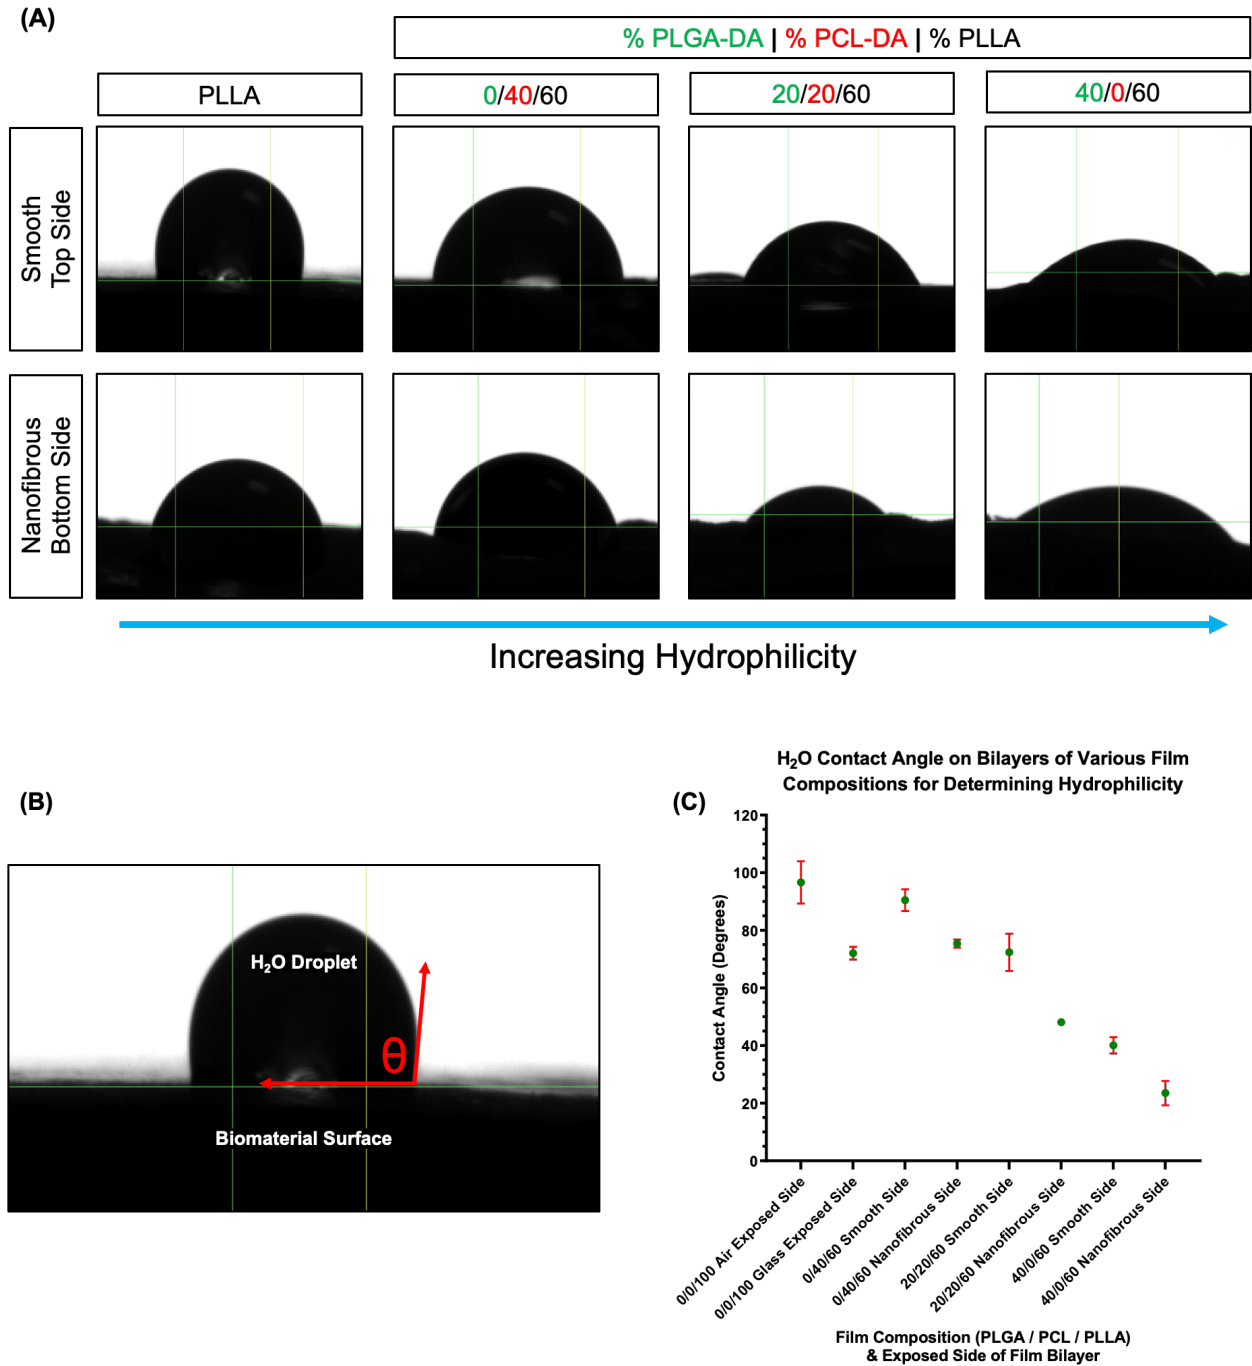 (A)
% PLGA-DA | % PCL-DA | % PLLA
PLLA
0/40/60
20/20/60
40/0/60
Smooth
Top Side
Nanofibrous
Bottom Side
Increasing Hydrophilicity
(B)
H₂O Droplet
θ
Biomaterial Surface
(C)
H₂O Contact Angle on Bilayers of Various Film
Compositions for Determining Hydrophilicity
Contact Angle (Degrees)
120
100
80
60
40
20
0
0/0/100 Air Exposed Side
0/0/100 Glass Exposed Side
0/40/60 Smooth Side
0/40/60 Nanofibrous Side
20/20/60 Smooth Side
20/20/60 Nanofibrous Side
40/0/60 Smooth Side
40/0/60 Nanofibrous Side
Film Composition (PLGA / PCL / PLLA)
& Exposed Side of Film Bilayer